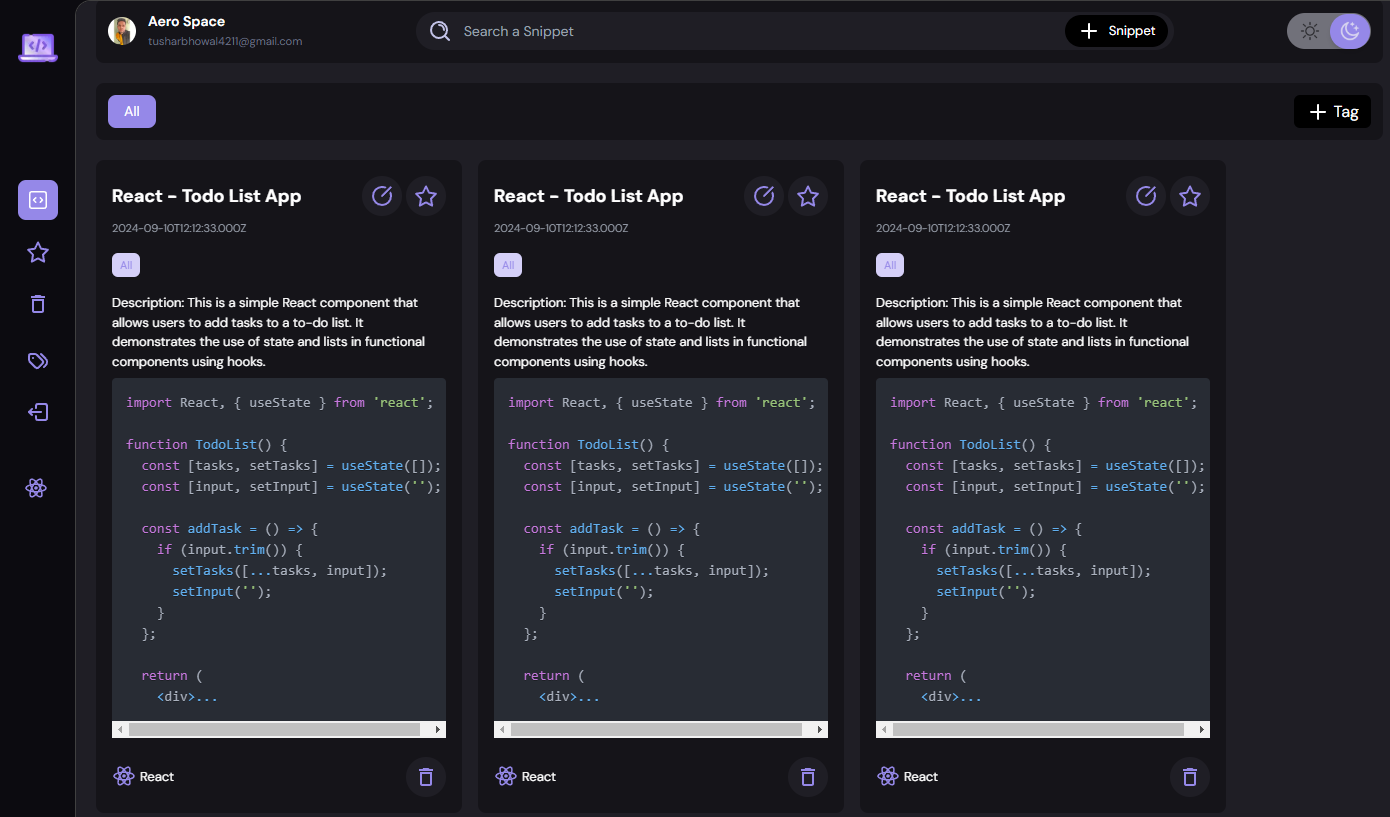 Aero Space
tusharbhowal4211@gmail.com
Search a Snippet
Snippet
All
Tag
React - Todo List App
2024-09-10T12:12:33.000Z
All
Description: This is a simple React component that
allows users to add tasks to a to-do list. It
demonstrates the use of state and lists in functional
components using hooks.
import React, { useState } from 'react';
function TodoList() {
const [tasks, setTasks] = useState([]);
const [input, setInput] = useState('');
const addTask = () => {
if (input.trim()) {
setTasks([...tasks, input]);
setInput('');
}
};
return (
<div>...
React
React - Todo List App
2024-09-10T12:12:33.000Z
All
Description: This is a simple React component that
allows users to add tasks to a to-do list. It
demonstrates the use of state and lists in functional
components using hooks.
import React, { useState } from 'react';
function TodoList() {
const [tasks, setTasks] = useState([]);
const [input, setInput] = useState('');
const addTask = () => {
if (input.trim()) {
setTasks([...tasks, input]);
setInput('');
}
};
return (
<div>...
React
React - Todo List App
2024-09-10T12:12:33.000Z
All
Description: This is a simple React component that
allows users to add tasks to a to-do list. It
demonstrates the use of state and lists in functional
components using hooks.
import React, { useState } from 'react';
function TodoList() {
const [tasks, setTasks] = useState([]);
const [input, setInput] = useState('');
const addTask = () => {
if (input.trim()) {
setTasks([...tasks, input]);
setInput('');
}
};
return (
<div>...
React